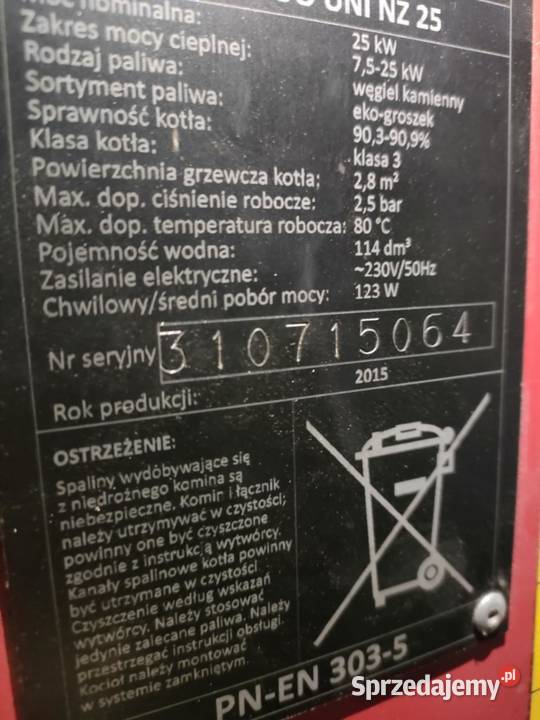 UNI NZ 25
Moc nominalna: 25 kW
Zakres mocy cieplnej: 7,5-25 kW
Rodzaj paliwa: węgiel kamienny
Sortyment paliwa: eko-groszek
Sprawność kotła: 90,3-90,9%
Klasa kotła: klasa 3
Powierzchnia grzewcza kotła: 2,8 m²
Max. dop. ciśnienie robocze: 2,5 bar
Max. dop. temperatura robocza: 80 °C
Pojemność wodna: 114 dm³
Zasilanie elektryczne: ~230V/50Hz
Chwilowy/średni pobór mocy: 123 W
Nr seryjny 310715064
Rok produkcji: 2015
OSTRZEŻENIE:
Spaliny wydobywające się
z niedrożnego komina są
niebezpieczne. Komin i łącznik
należy utrzymywać w czystości;
powinny one być czyszczone
zgodnie z instrukcją wytwórcy.
Kanały spalinowe kotła powinny
być utrzymane w czystości
Czyszczenie według wskazań
wytwórcy. Należy stosować
jedynie zalecane paliwa. Należy
przestrzegać instrukcji obsługi.
Kocioł należy montować
w systemie zamkniętym.
PN-EN 303-5
Sprzedajemy.pl